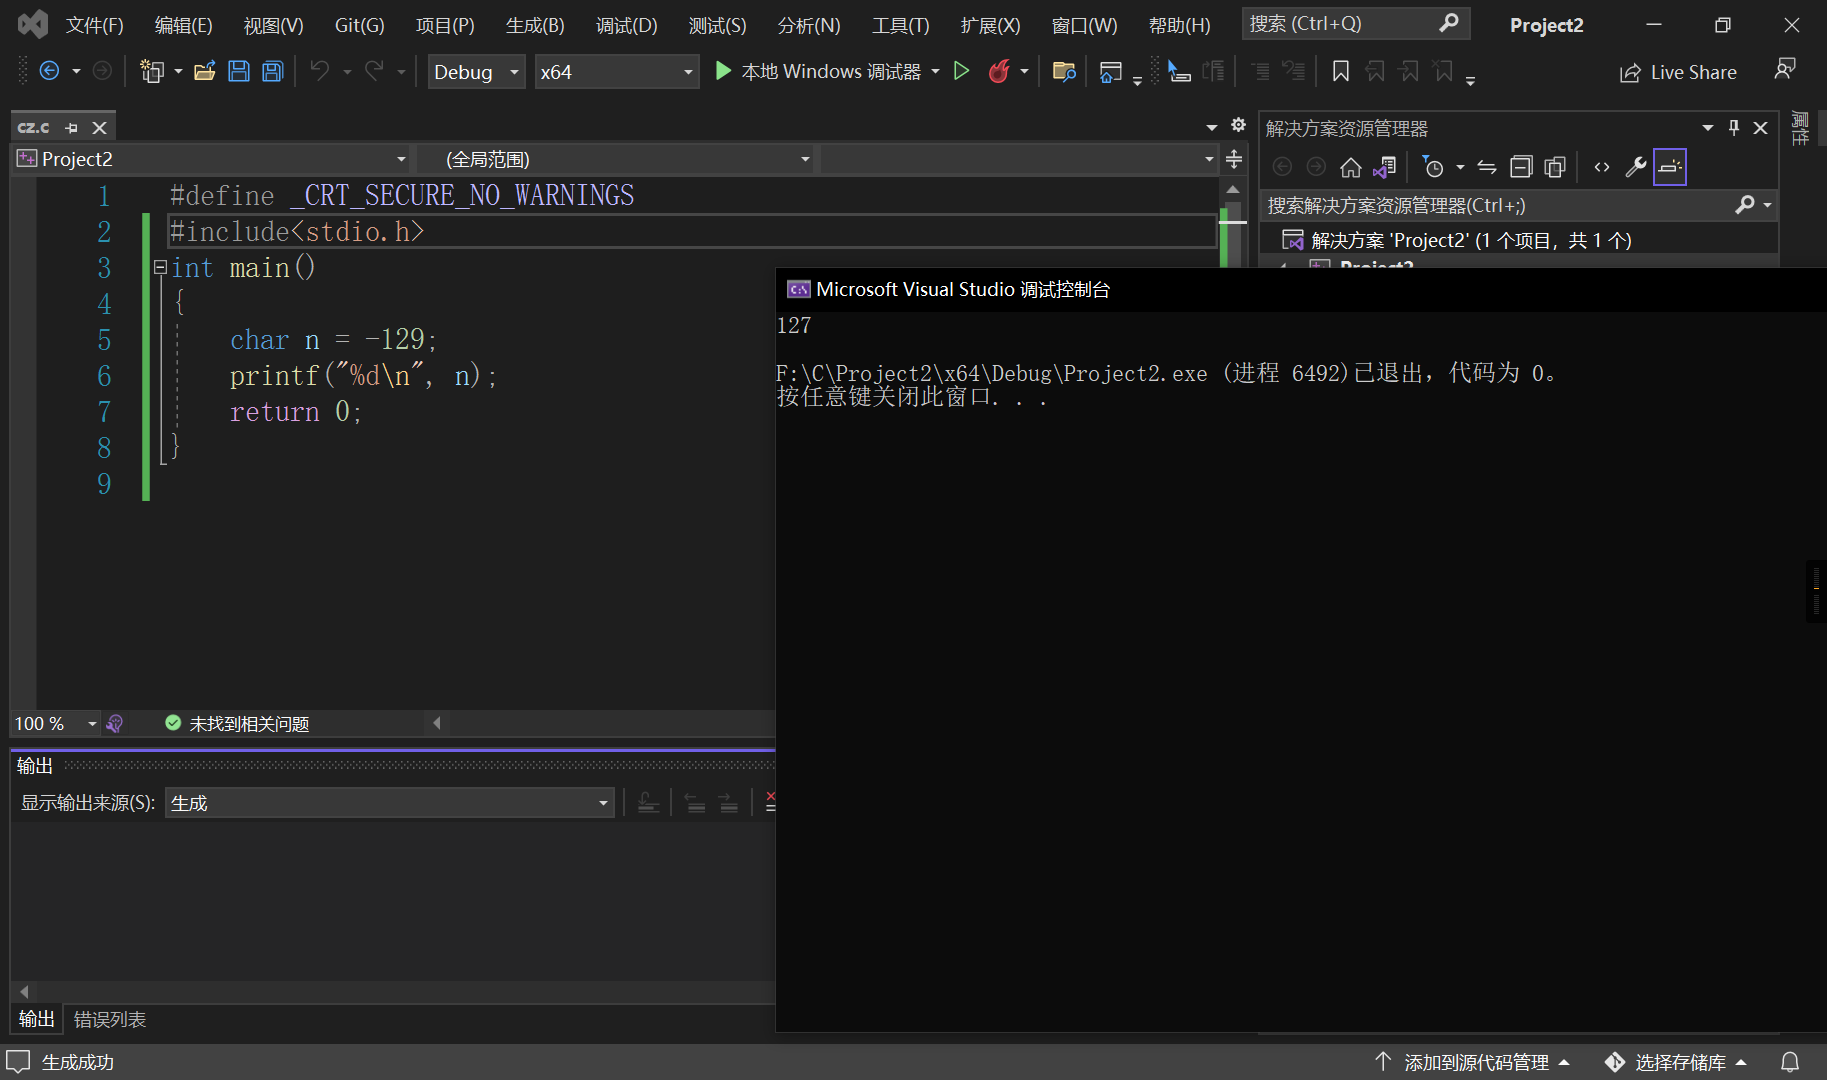 文件(F) 编辑(E) 视图(V) Git(G) 项目(P) 生成(B) 调试(D) 测试(S) 分析(N) 工具(T) 扩展(X) 窗口(W) 帮助(H) 搜索 (Ctrl+Q) Project2
Debug x64 本地 Windows 调试器 Live Share
cz.c
Project2 (全局范围)
1 #define _CRT_SECURE_NO_WARNINGS
2 #include<stdio.h>
3 int main()
4 {
5 char n = -129;
6 printf("%d\n", n);
7 return 0;
8 }
9
100 % 未找到相关问题
输出
显示输出来源(S): 生成
输出 错误列表
解决方案资源管理器
搜索解决方案资源管理器(Ctrl+;)
解决方案 'Project2' (1 个项目，共 1 个)
Project2
属性
Microsoft Visual Studio 调试控制台
127
F:\C\Project2\x64\Debug\Project2.exe (进程 6492)已退出，代码为 0。
按任意键关闭此窗口. . .
生成成功 添加到源代码管理 选择存储库